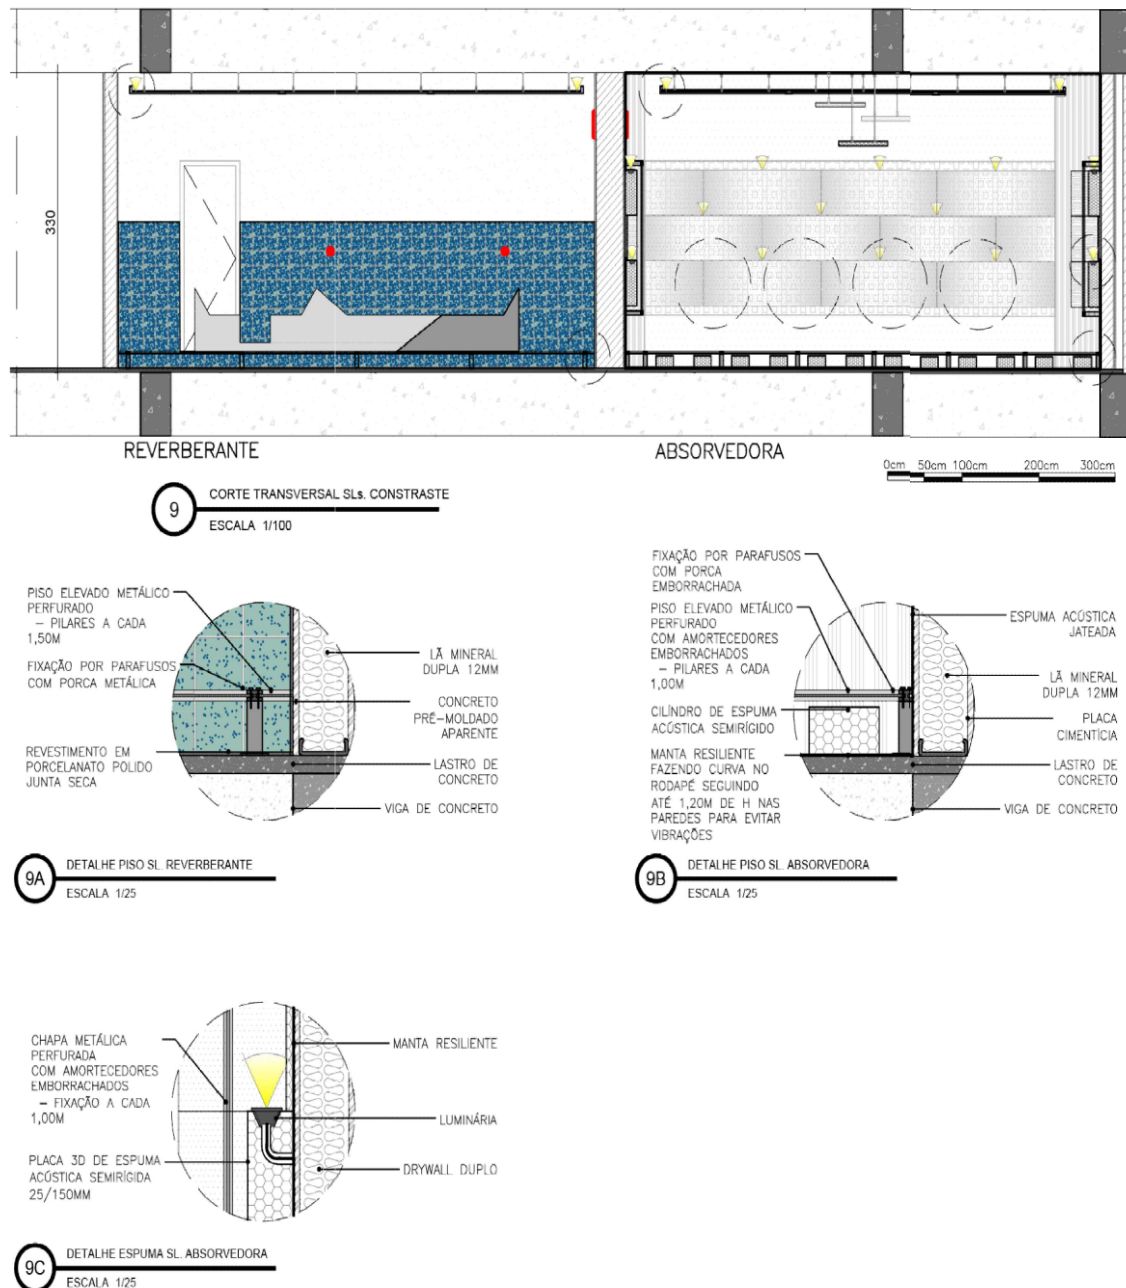 330
REVERBERANTE
ABSORVEDORA
0cm 50cm 100cm 200cm 300cm
9
CORTE TRANSVERSAL SLs. CONSTRASTE
ESCALA 1/100
PISO ELEVADO METÁLICO
PERFURADO
– PILARES A CADA
1,50M
FIXAÇÃO POR PARAFUSOS
COM PORCA METÁLICA
REVESTIMENTO EM
PORCELANATO POLIDO
JUNTA SECA
LÃ MINERAL
DUPLA 12MM
CONCRETO
PRÉ-MOLDADO
APARENTE
LASTRO DE
CONCRETO
VIGA DE CONCRETO
9A
DETALHE PISO SL. REVERBERANTE
ESCALA 1/25
FIXAÇÃO POR PARAFUSOS
COM PORCA
EMBORRACHADA
PISO ELEVADO METÁLICO
PERFURADO
COM AMORTECEDORES
EMBORRACHADOS
– PILARES A CADA
1,00M
CILÍNDRO DE ESPUMA
ACÚSTICA SEMIRÍGIDO
MANTA RESILIENTE
FAZENDO CURVA NO
RODAPÉ SEGUINDO
ATÉ 1,20M DE H NAS
PAREDES PARA EVITAR
VIBRAÇÕES
ESPUMA ACÚSTICA
JATEADA
LÃ MINERAL
DUPLA 12MM
PLACA
CIMENTÍCIA
LASTRO DE
CONCRETO
VIGA DE CONCRETO
9B
DETALHE PISO SL. ABSORVEDORA
ESCALA 1/25
CHAPA METÁLICA
PERFURADA
COM AMORTECEDORES
EMBORRACHADOS
– FIXAÇÃO A CADA
1,00M
PLACA 3D DE ESPUMA
ACÚSTICA SEMIRÍGIDA
25/150MM
MANTA RESILIENTE
LUMINÁRIA
DRYWALL DUPLO
9C
DETALHE ESPUMA SL. ABSORVEDORA
ESCALA 1/25